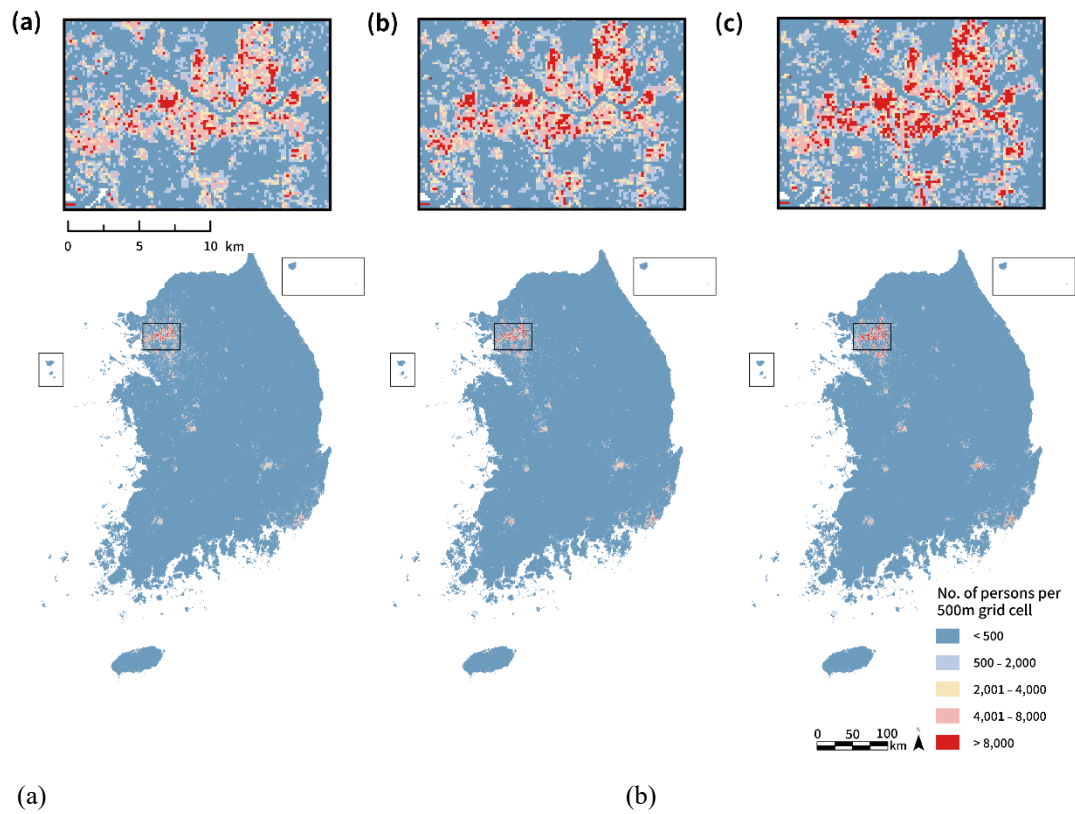 (a)
(b)
(c)
0 5 10 km
No. of persons per
500m grid cell
< 500
500 – 2,000
2,001 – 4,000
4,001 – 8,000
> 8,000
0 50 100
km
N
(a) (b)